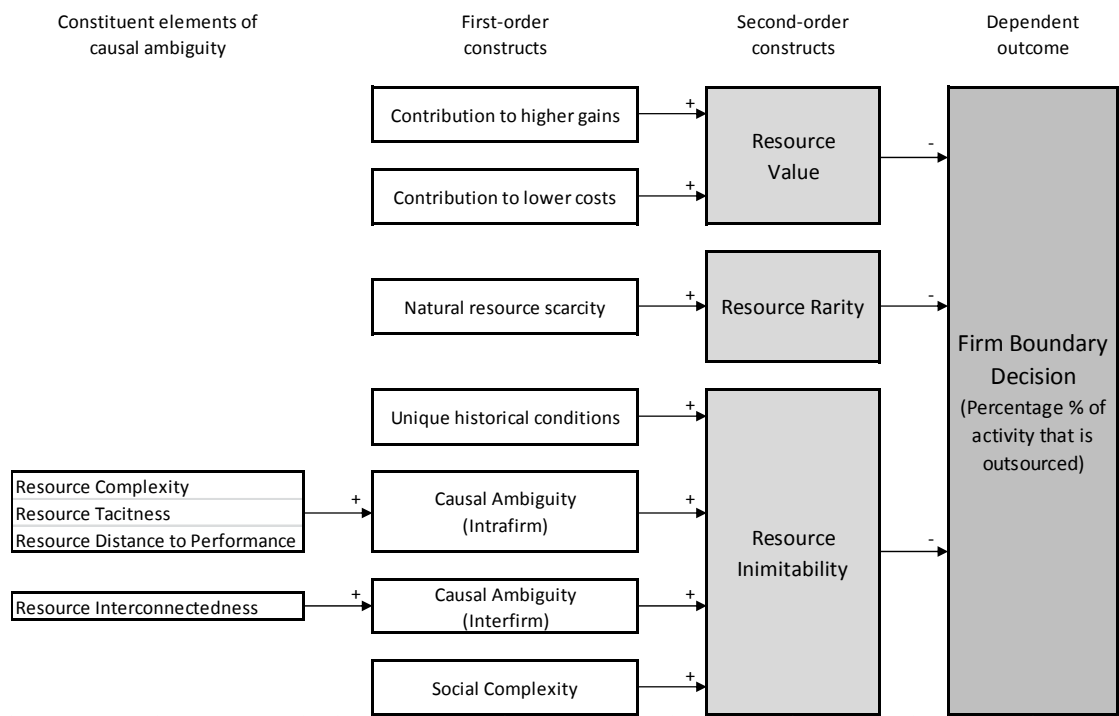 Constituent elements of
causal ambiguity
First-order
constructs
Second-order
constructs
Dependent
outcome
Contribution to higher gains
+
Contribution to lower costs
+
Resource
Value
-
Natural resource scarcity
+
Resource Rarity
-
Unique historical conditions
+
Resource Complexity
Resource Tacitness
Resource Distance to Performance
+
Causal Ambiguity
(Intrafirm)
+
Resource Interconnectedness
+
Causal Ambiguity
(Interfirm)
+
Social Complexity
+
Resource
Inimitability
-
Firm Boundary
Decision
(Percentage % of
activity that is
outsourced)